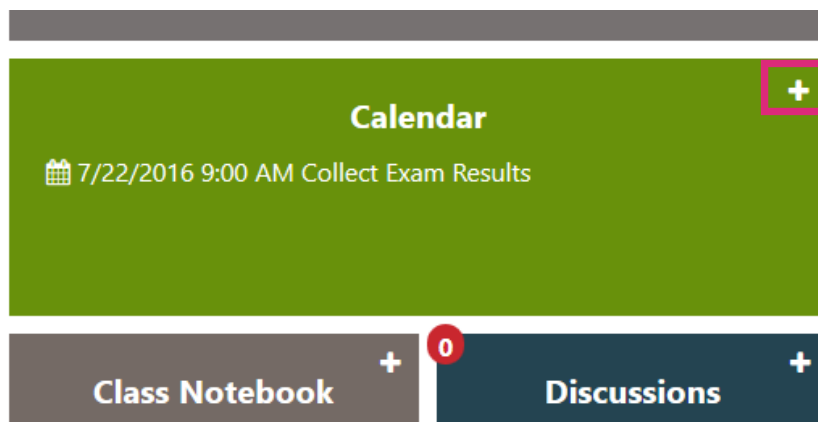 Calendar
7/22/2016 9:00 AM Collect Exam Results
Class Notebook
0
Discussions